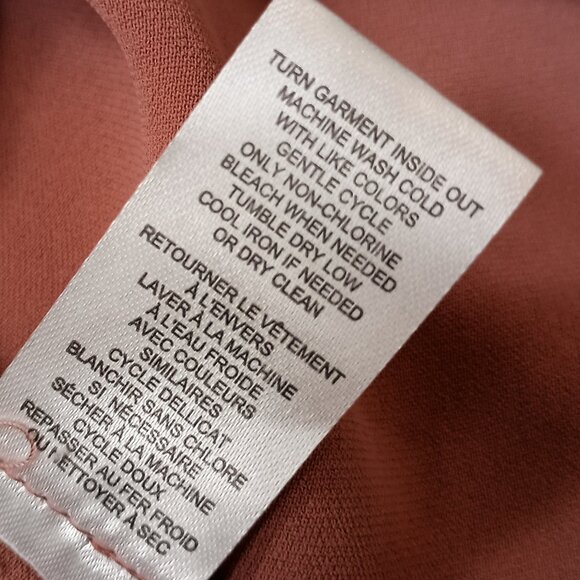 TURN GARMENT INSIDE OUT
MACHINE WASH COLD
WITH LIKE COLORS
GENTLE CYCLE
ONLY NON-CHLORINE
BLEACH WHEN NEEDED
TUMBLE DRY LOW
COOL IRON IF NEEDED
OR DRY CLEAN
RETOURNER LE VÊTEMENT
À L'ENVERS
LAVER À LA MACHINE
À L'EAU FROIDE
AVEC COULEURS
SIMILAIRES
CYCLE DELLICAT
BLANCHIR SANS CHLORE
SI NÉCESSAIRE
SÉCHER À LA MACHINE
CYCLE DOUX
REPASSER AU FER FROID
OU NETTOYER À SEC